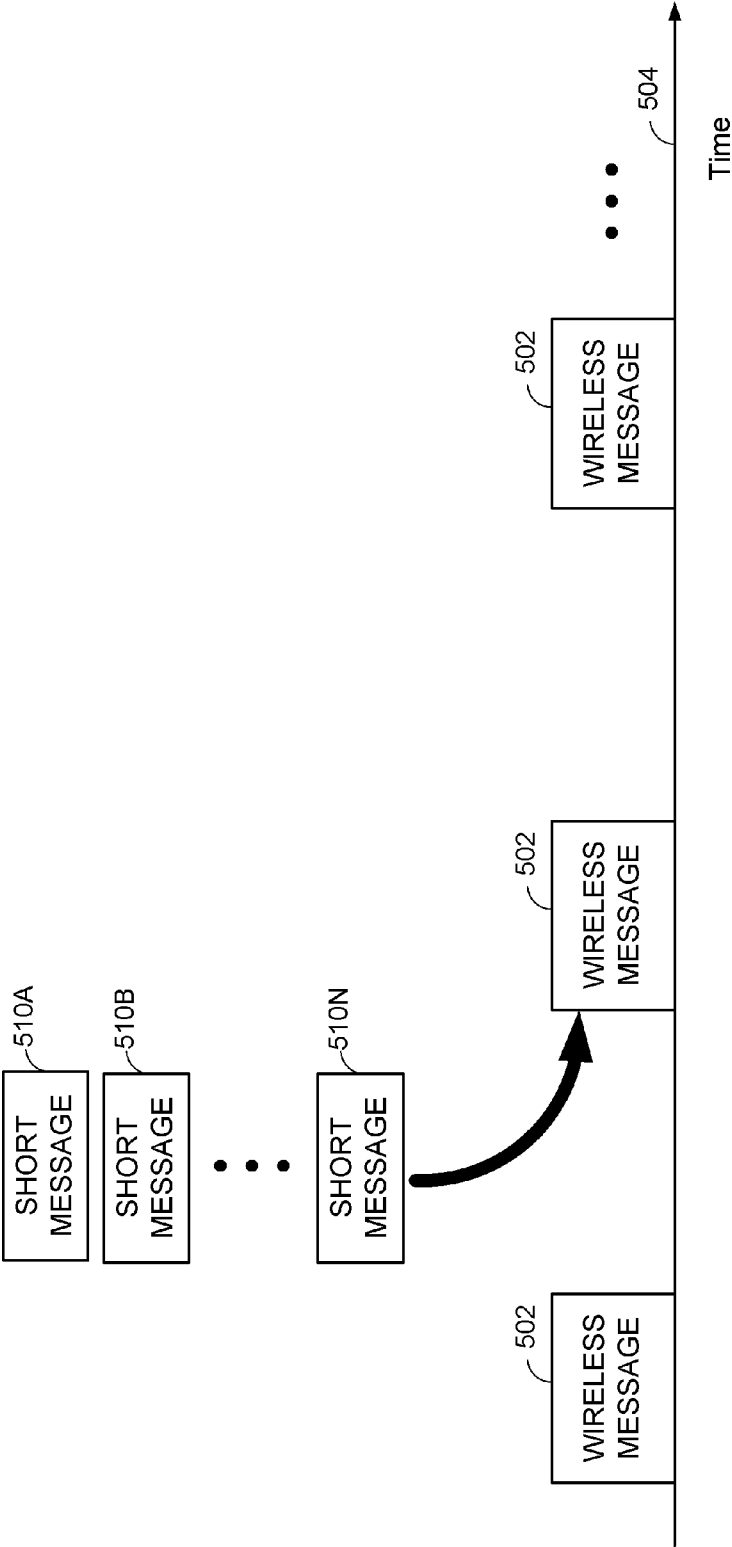 510A
SHORT
MESSAGE
510B
SHORT
MESSAGE
510N
SHORT
MESSAGE
502
WIRELESS
MESSAGE
502
WIRELESS
MESSAGE
502
WIRELESS
MESSAGE
504
Time